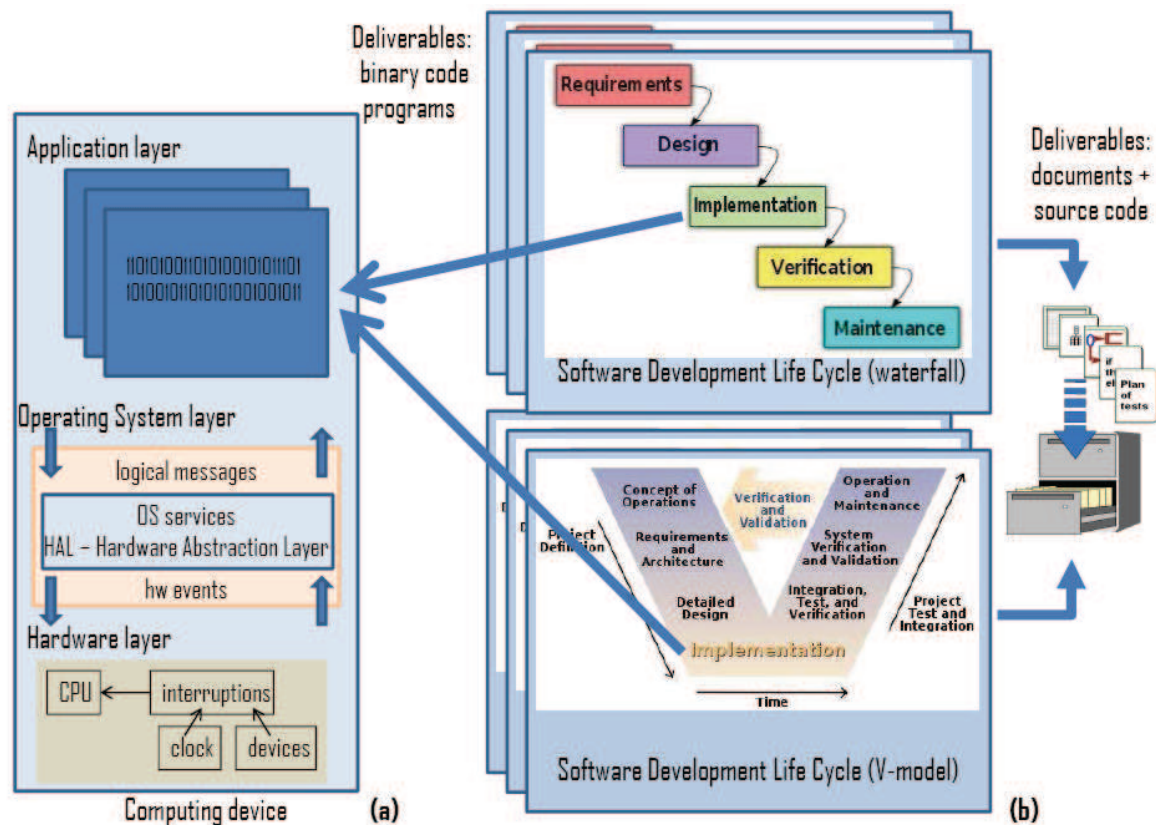 Deliverables:
binary code
programs
Application layer
11010100110101001010 11101
Operating System layer
logical messages
OS services
HAL – Hardware Abstraction Layer
hw events
Hardware layer
CPU
interruptions
clock
devices
Computing device
(a)
Requirements
Design
Implementation
Verification
Maintenance
Software Development Life Cycle (waterfall)
Concept of
Operations
Verification
and
Validation
Operation
and
Maintenance
Project
Definition
Requirements
and
Architecture
System
Verification
and Validation
Detailed
Design
Integration,
Test, and
Verification
Project
Test and
Integration
Implementation
Time
Software Development Life Cycle (V-model)
(b)
Deliverables:
documents +
source code
if
Plan
of
tests